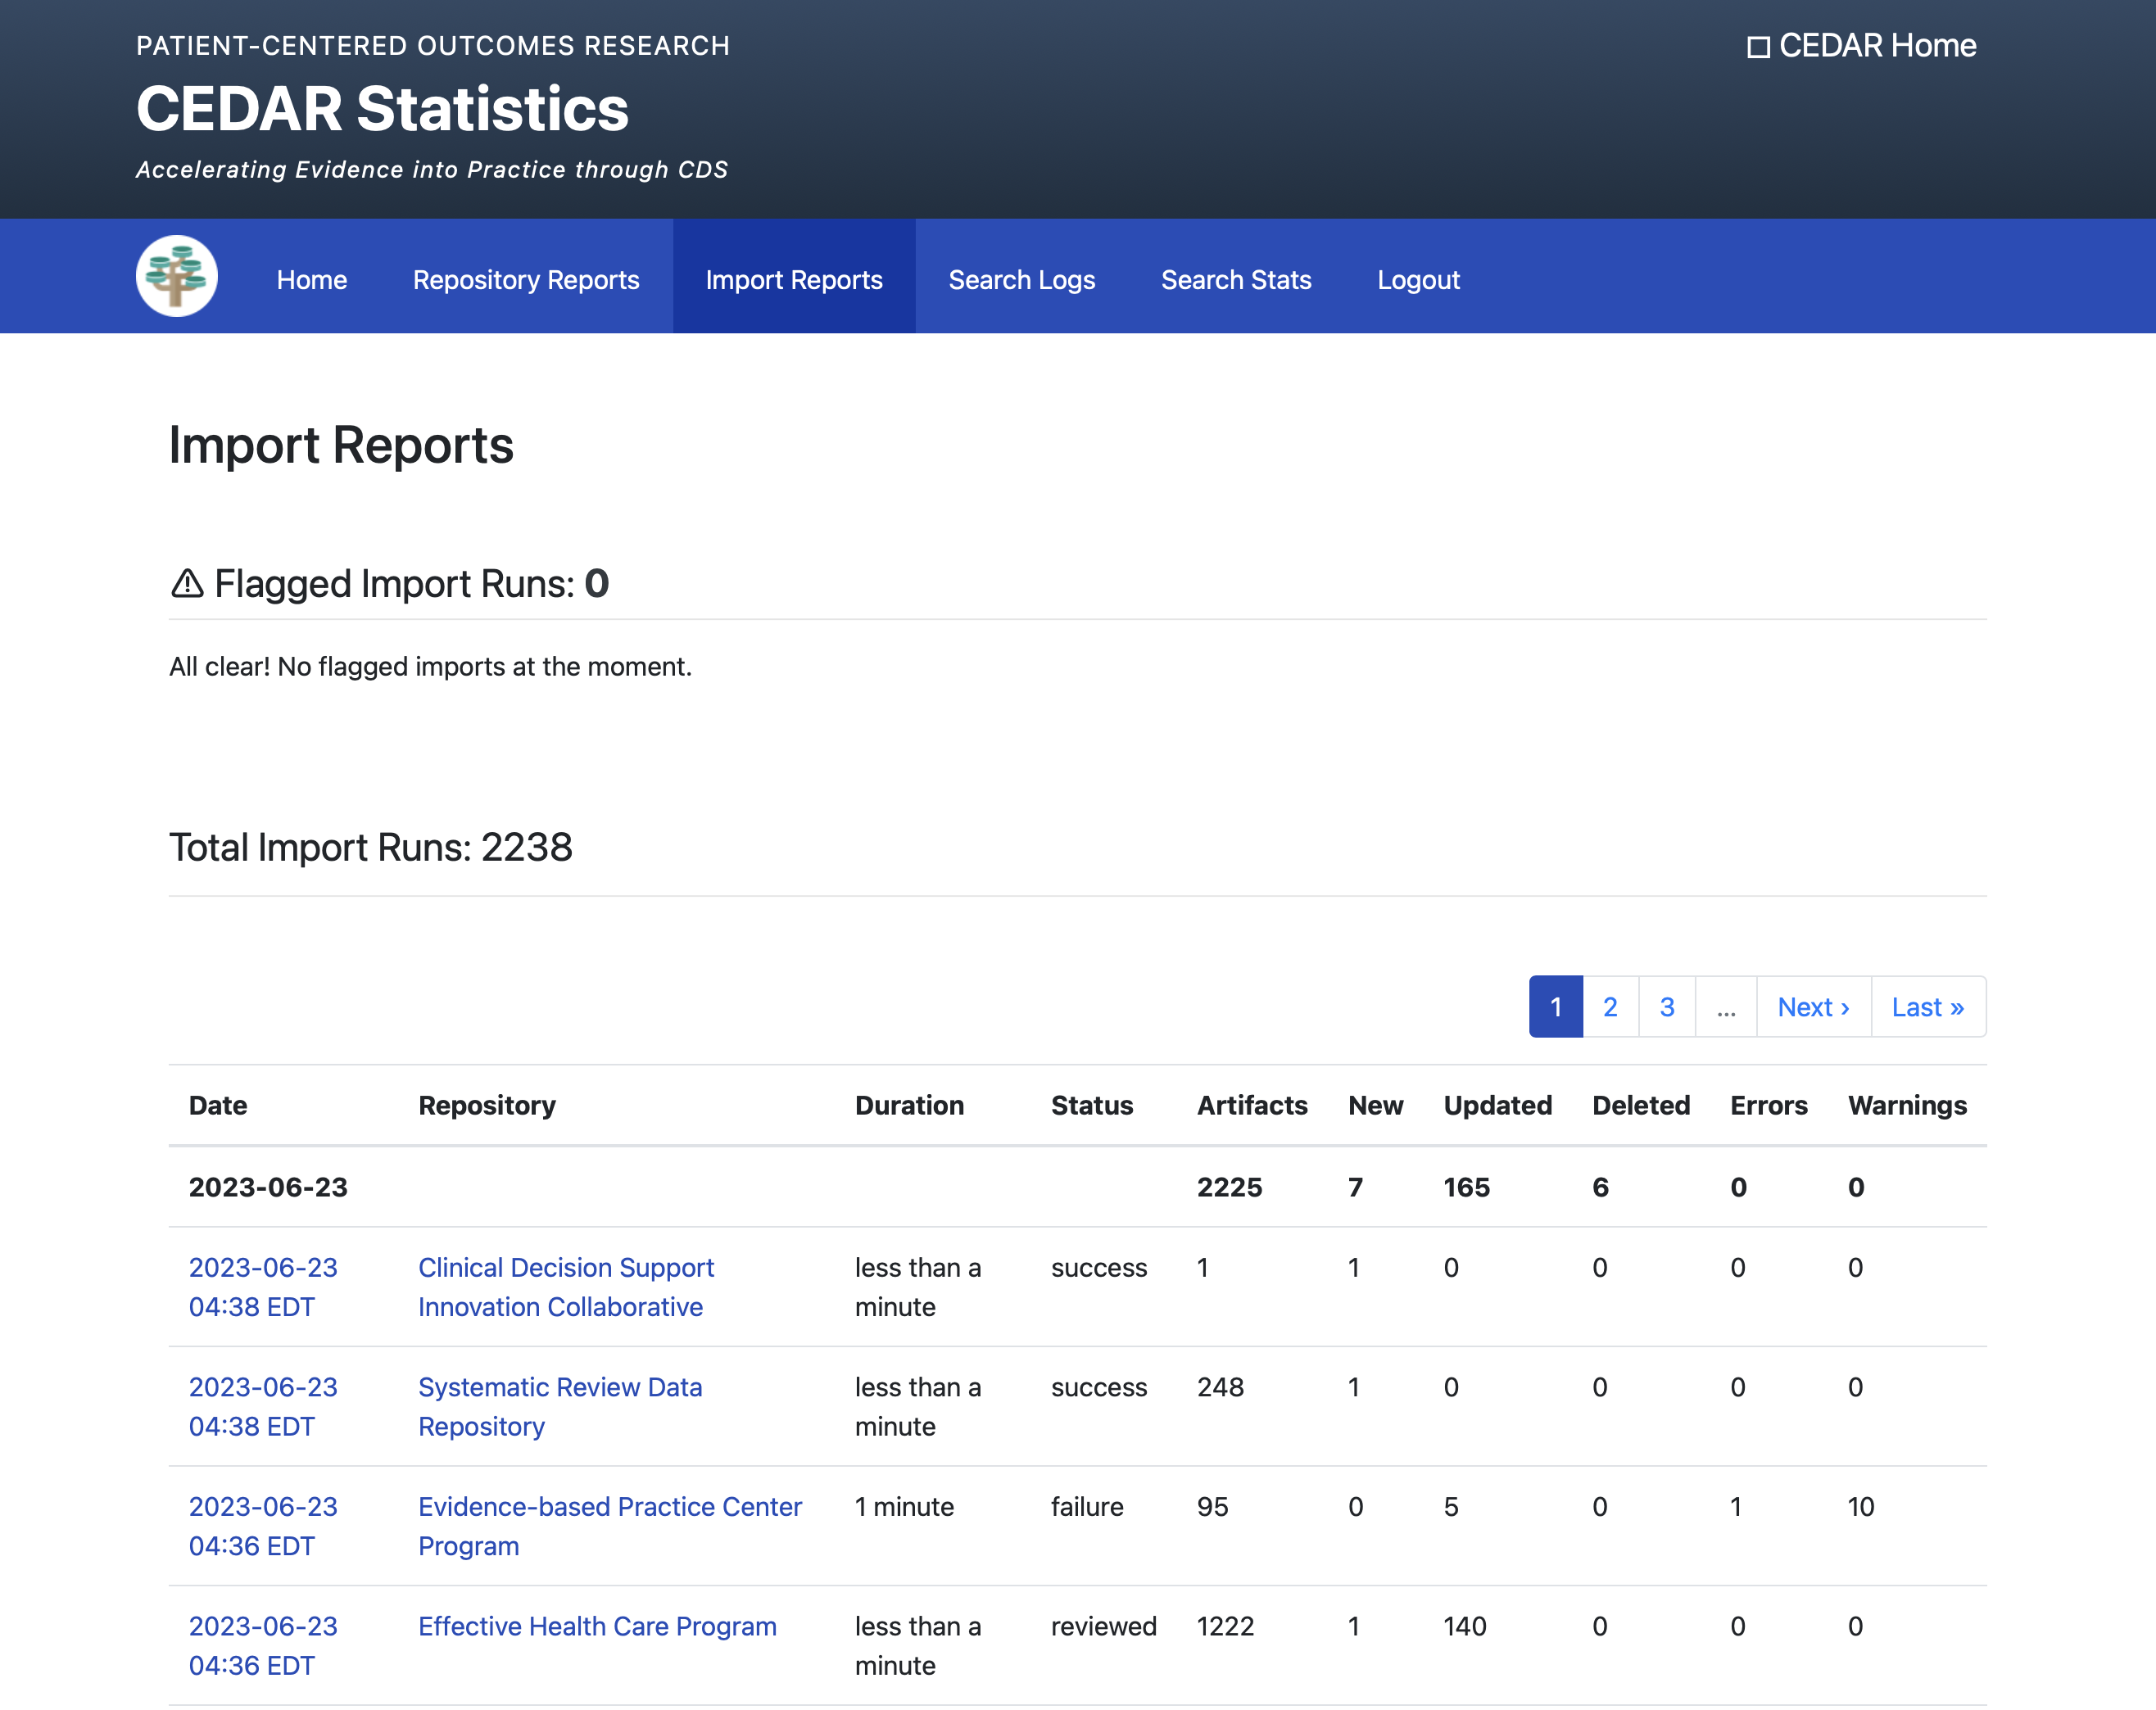 PATIENT-CENTERED OUTCOMES RESEARCH
CEDAR Home
CEDAR Statistics
Accelerating Evidence into Practice through CDS
Home Repository Reports Import Reports Search Logs Search Stats Logout
Import Reports
Flagged Import Runs: 0
All clear! No flagged imports at the moment.
Total Import Runs: 2238
1 2 3 ... Next › Last »
Date Repository Duration Status Artifacts New Updated Deleted Errors Warnings
2023-06-23 2225 7 165 6 0 0
2023-06-23 Clinical Decision Support less than a success 1 1 0 0 0 0
04:38 EDT Innovation Collaborative minute
2023-06-23 Systematic Review Data less than a success 248 1 0 0 0 0
04:38 EDT Repository minute
2023-06-23 Evidence-based Practice Center 1 minute failure 95 0 5 0 1 10
04:36 EDT Program
2023-06-23 Effective Health Care Program less than a reviewed 1222 1 140 0 0 0
04:36 EDT minute